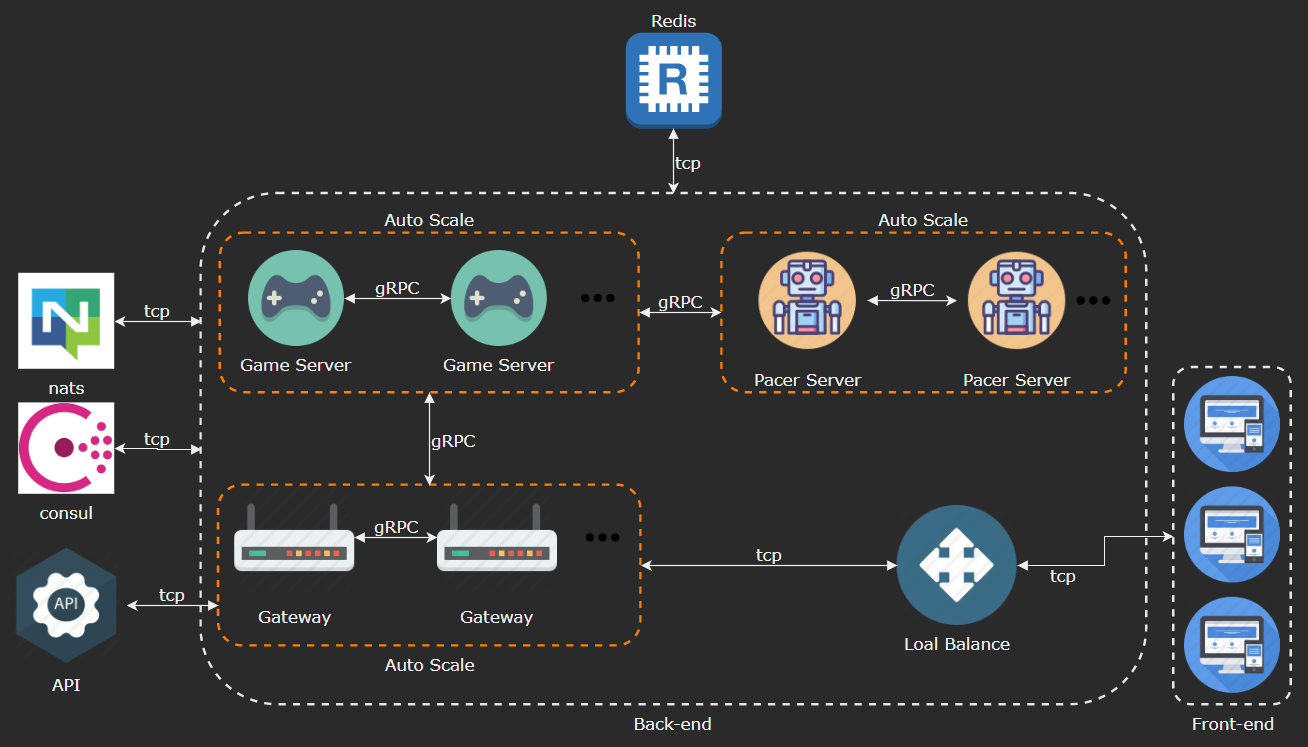 Redis
R
tcp
Auto Scale
Auto Scale
gRPC
gRPC
gRPC
Game Server
Game Server
Pacer Server
Pacer Server
N
tcp
nats
tcp
consul
gRPC
gRPC
tcp
tcp
Gateway
Gateway
Loal Balance
Auto Scale
API
tcp
API
Back-end
Front-end